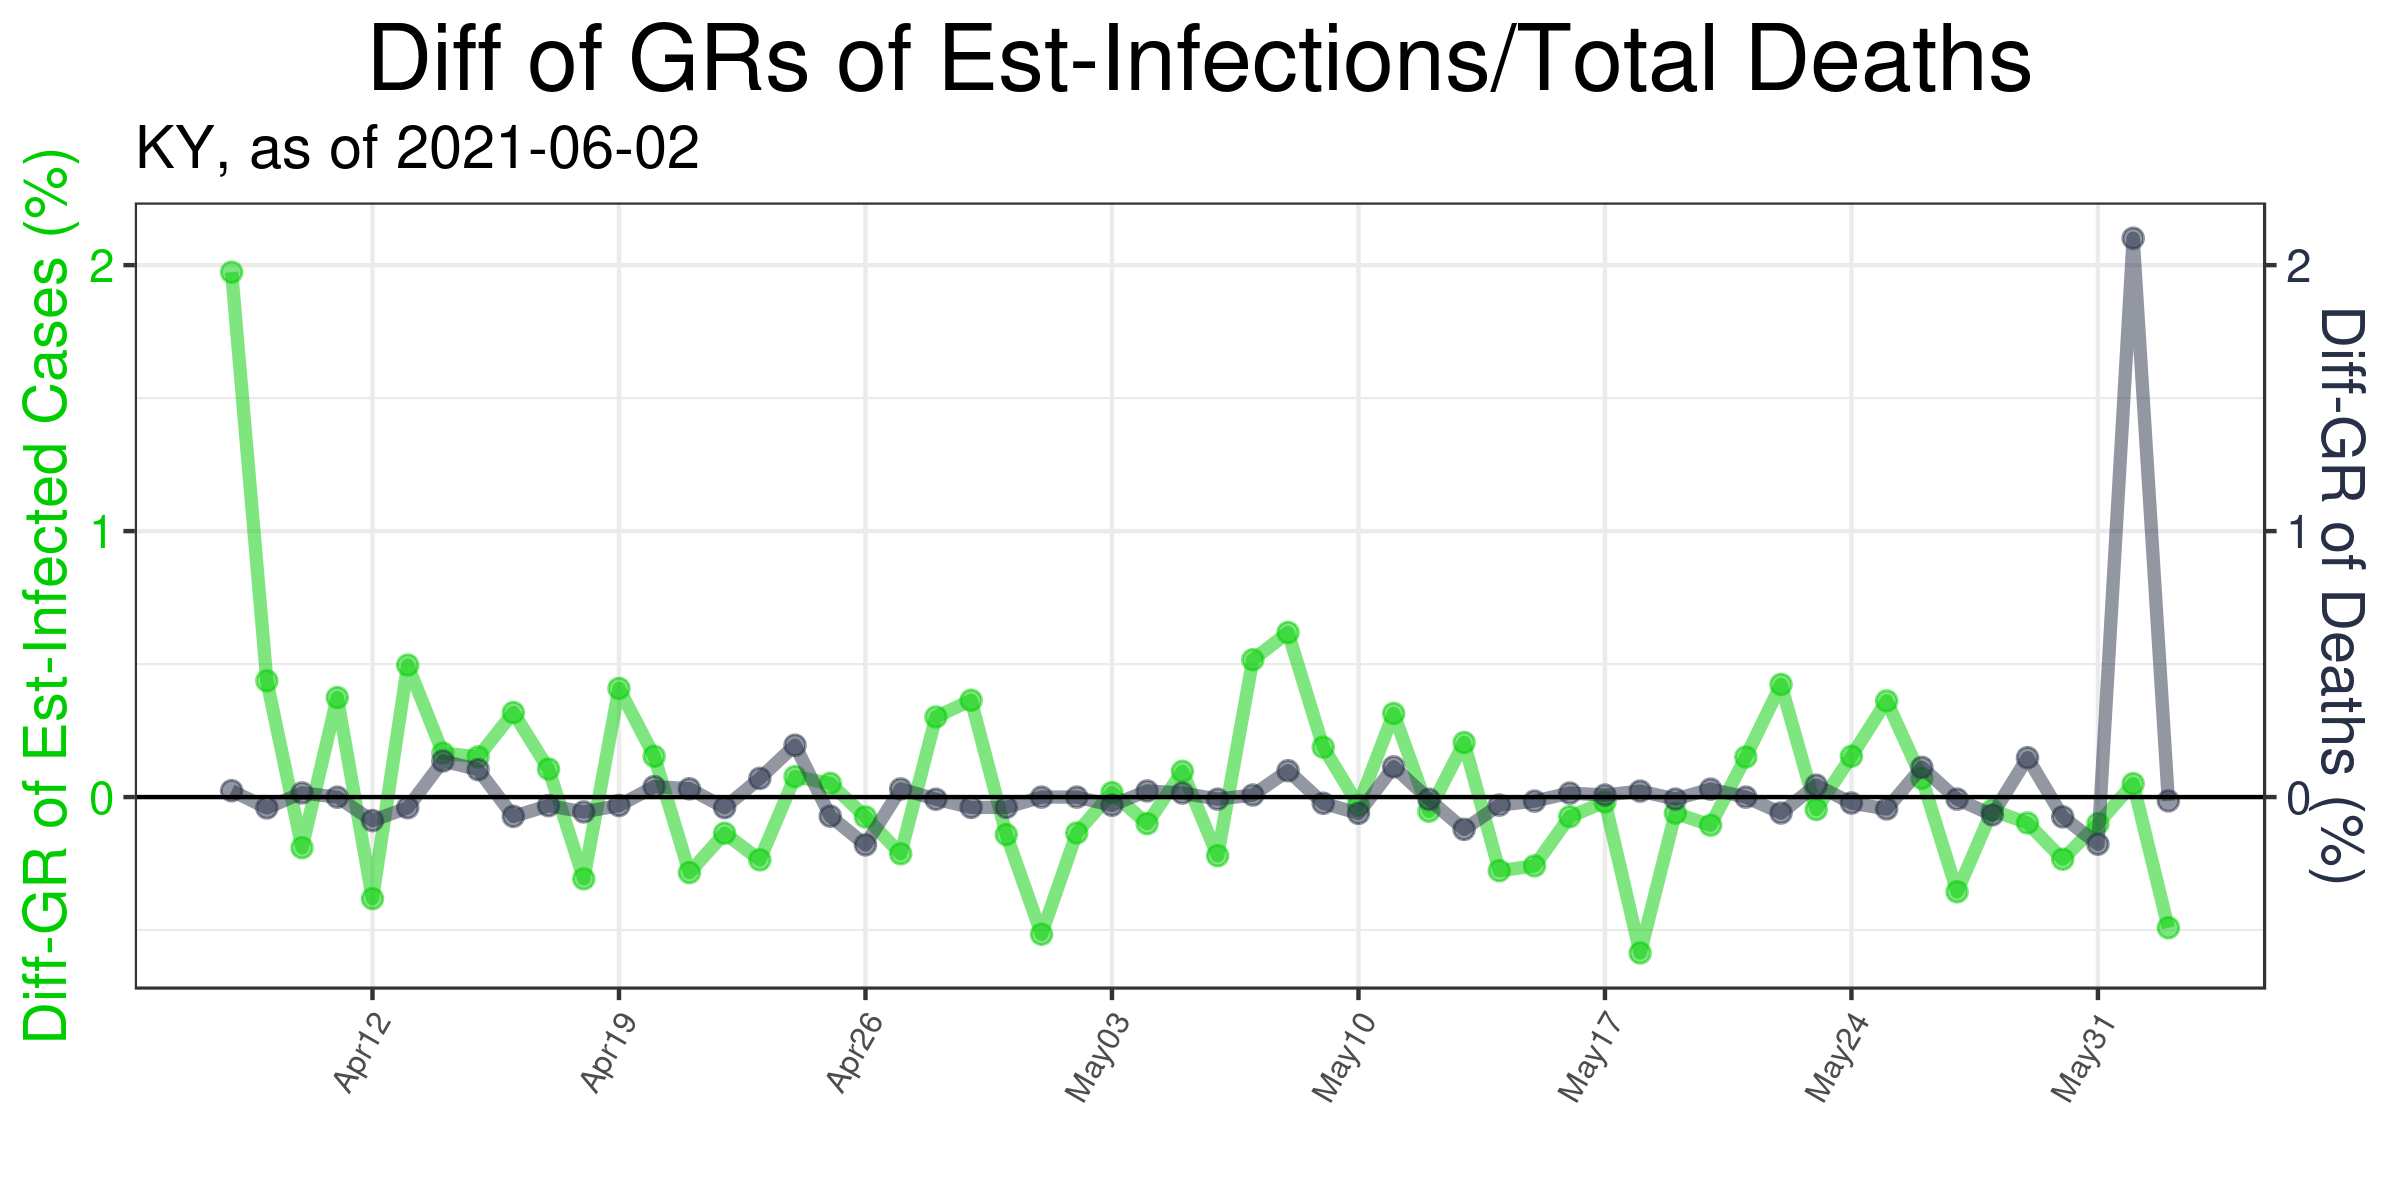 Diff of GRs of Est-Infections/Total Deaths
KY, as of 2021-06-02
Diff-GR of Est-Infected Cases (%)
2
1
0
2
1
0
Diff-GR of Deaths (%)
Apr12
Apr19
Apr26
May03
May10
May17
May24
May31